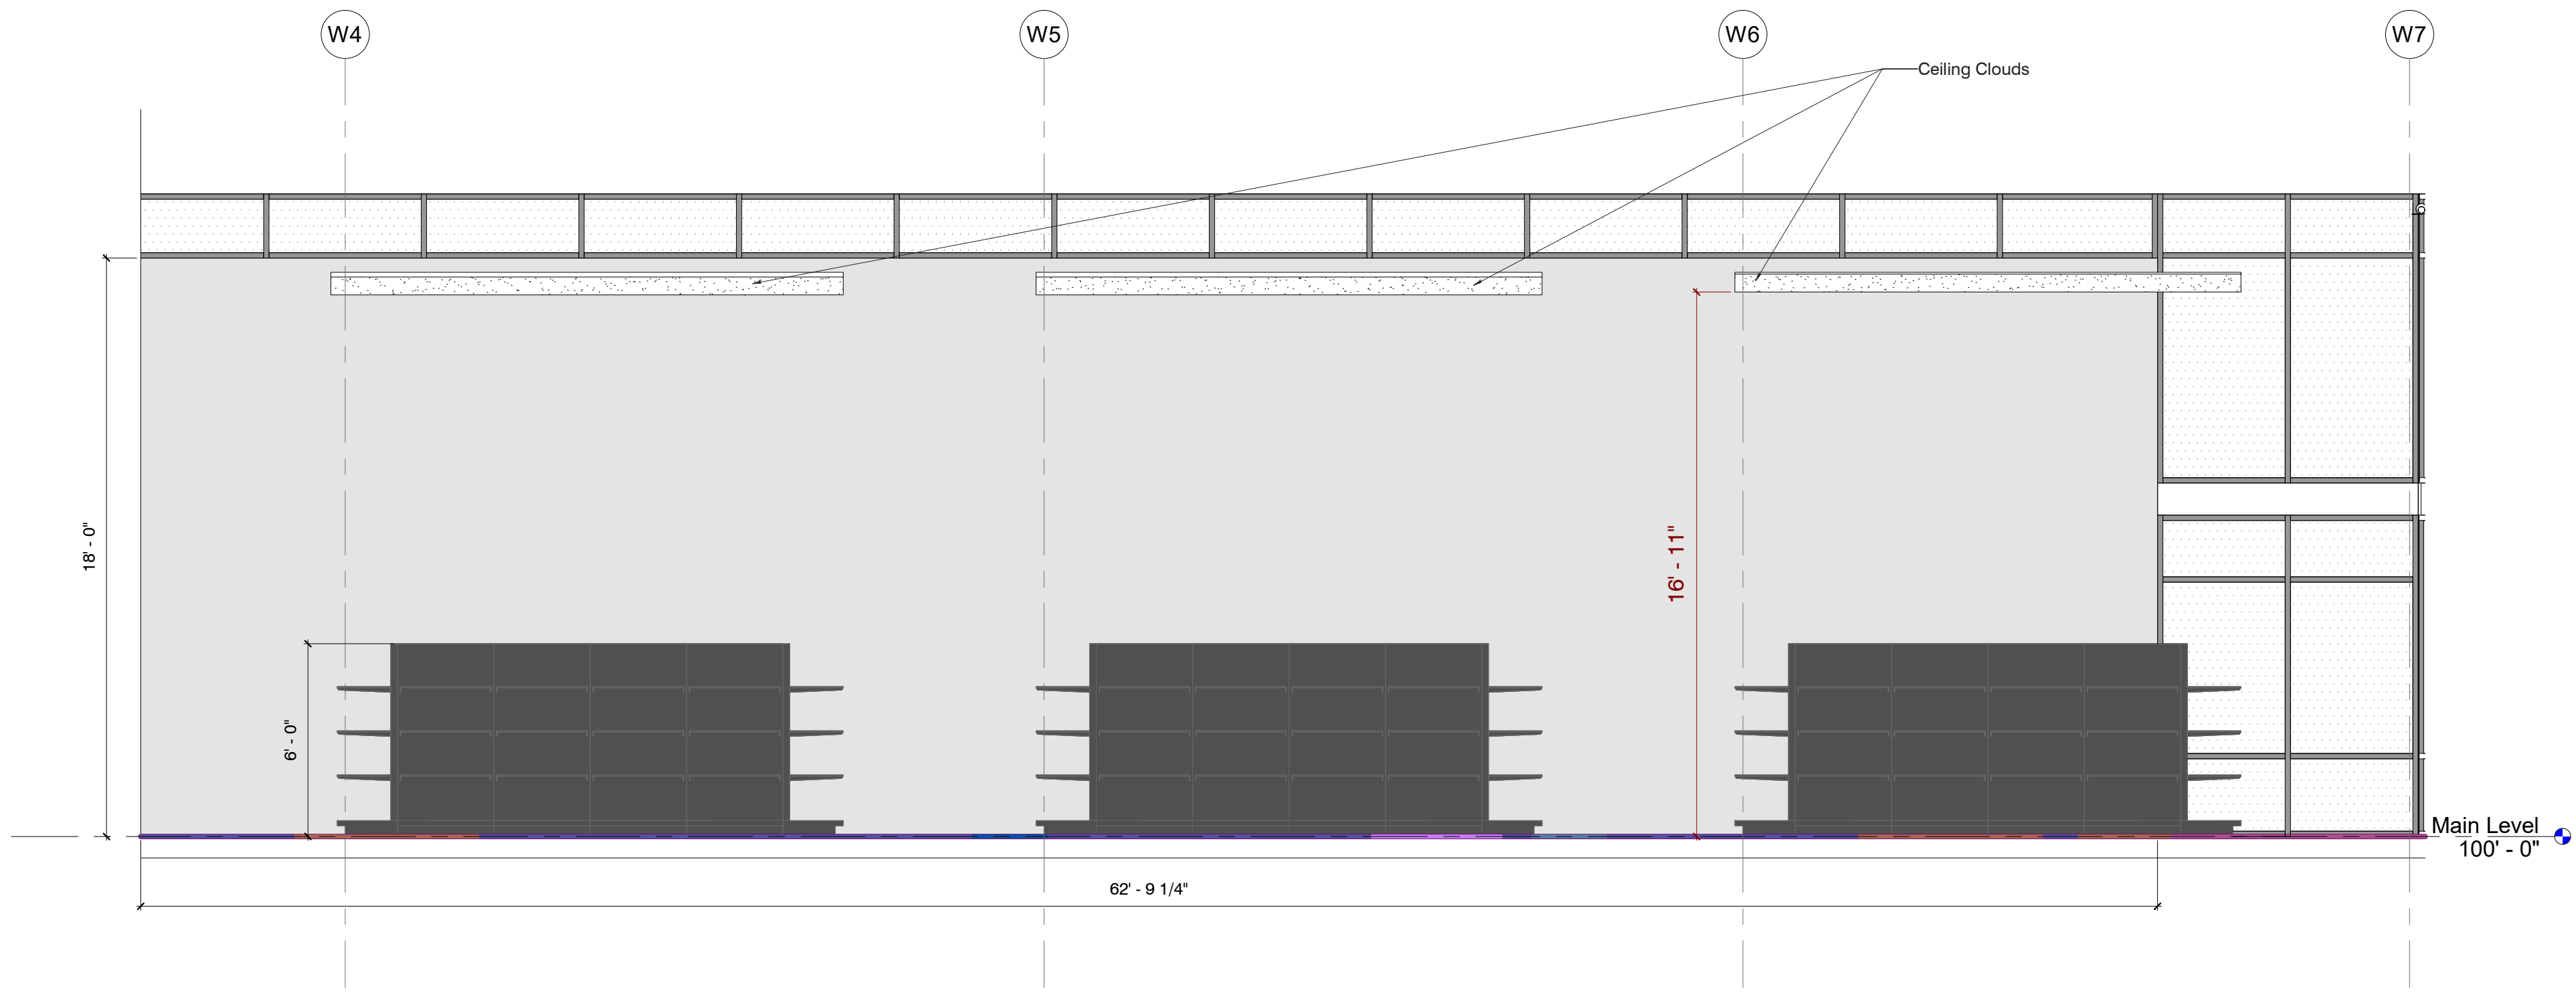 W4
W5
W6
W7
Ceiling Clouds
18' - 0"
16' - 11"
6' - 0"
Main Level
100' - 0"
62' - 9 1/4"